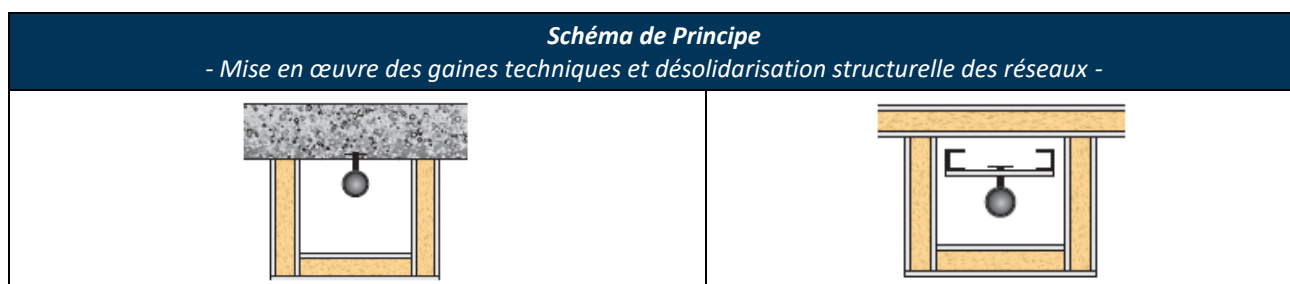 Schéma de Principe
- Mise en œuvre des gaines techniques et désolidarisation structurelle des réseaux -